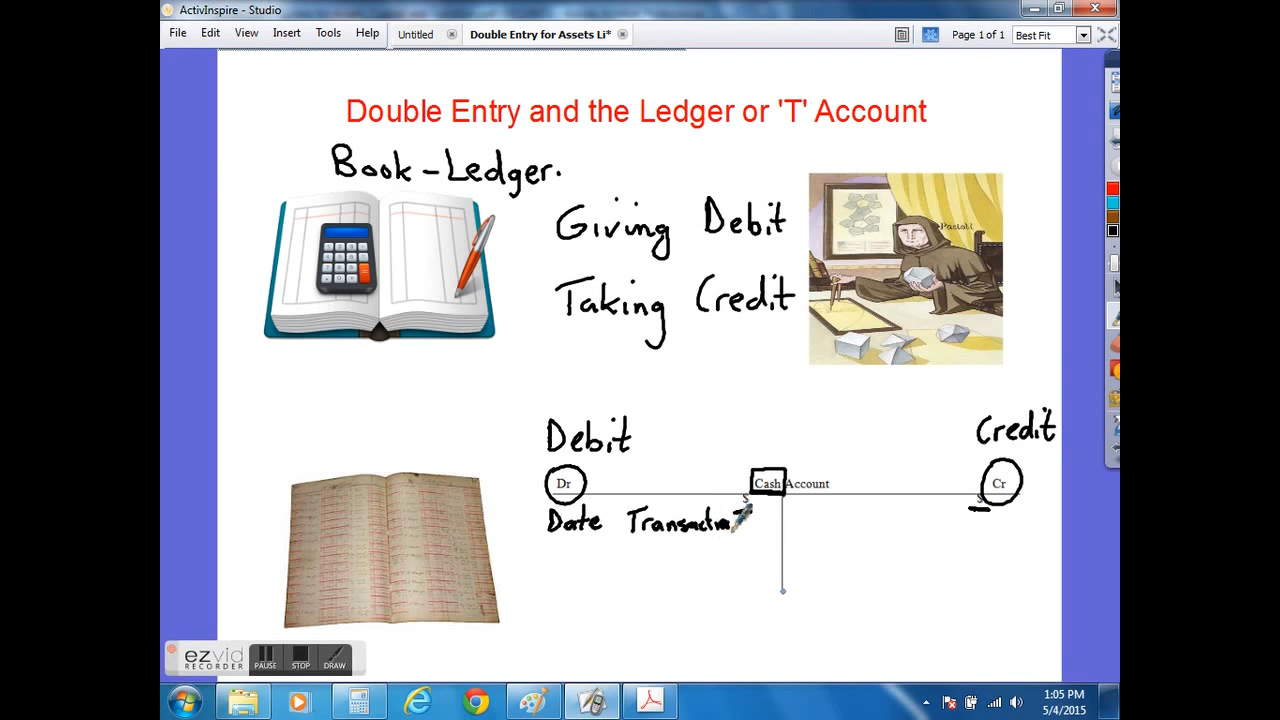 ActivInspire - Studio
File Edit View Insert Tools Help Untitled Double Entry for Assets Li* Page 1 of 1 Best Fit
Double Entry and the Ledger or 'T' Account
Book - Ledger.
Giving Debit
Taking Credit
Pacioli
Debit Credit
Dr Cash Account Cr
$ $
Date Transaction
ezvid
RECORDER
PAUSE STOP DRAW
1:05 PM
5/4/2015